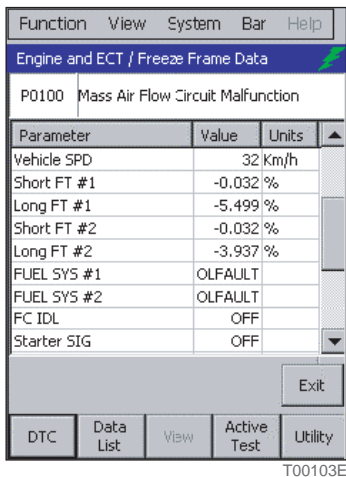 Function View System Bar Help
Engine and ECT / Freeze Frame Data
P0100 Mass Air Flow Circuit Malfunction
Parameter Value Units
Vehicle SPD 32 Km/h
Short FT #1 -0.032 %
Long FT #1 -5.499 %
Short FT #2 -0.032 %
Long FT #2 -3.937 %
FUEL SYS #1 OLFAULT
FUEL SYS #2 OLFAULT
FC IDL OFF
Starter SIG OFF
Exit
DTC Data List View Active Test Utility
T00103E